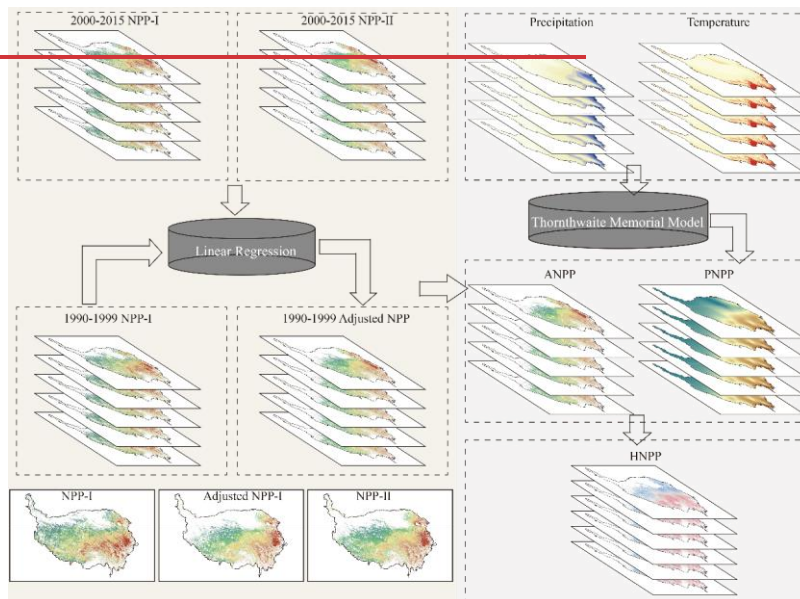 2000-2015 NPP-I
2000-2015 NPP-II
Precipitation
Temperature
Linear Regression
Thornthwaite Memorial Model
1990-1999 NPP-I
1990-1999 Adjusted NPP
ANPP
PNPP
HNPP
NPP-I
Adjusted NPP-I
NPP-II